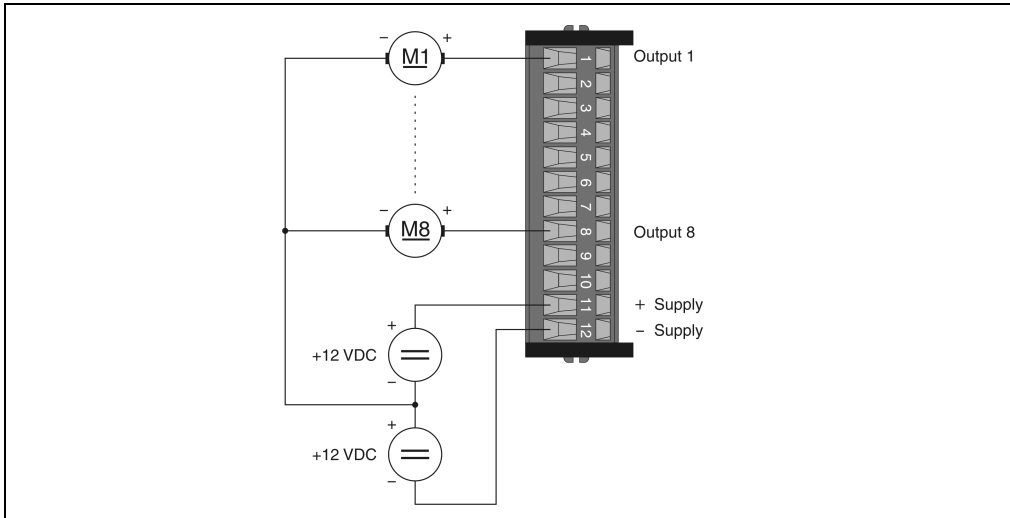 − M1 +
1 Output 1
2
3
4
5
6
7
− M8 +
8 Output 8
9
10
11 + Supply
12 − Supply
+
+12 VDC
−
+
+12 VDC
−